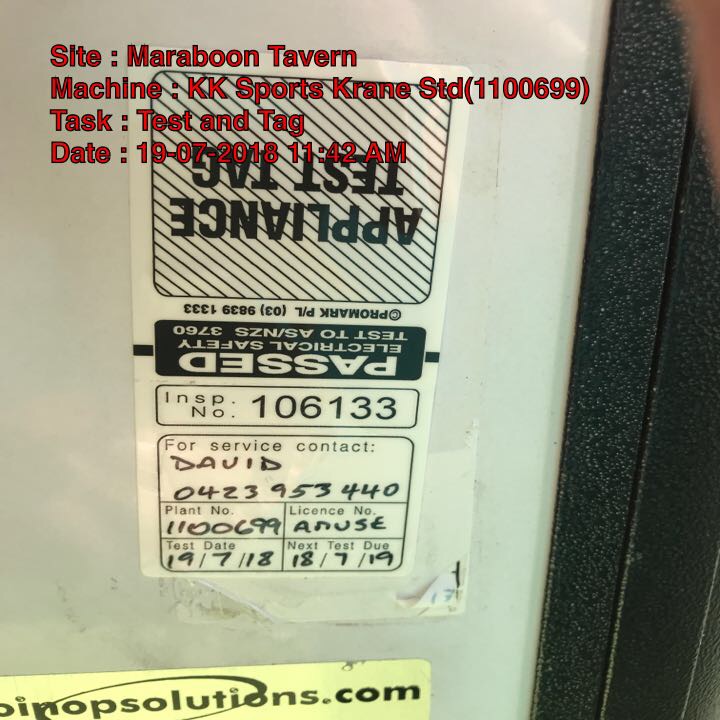 Site : Maraboon Tavern
Machine : KK Sports Krane Std(1100699)
Task : Test and Tag
Date : 19-07-2018 11:42 AM
APPLIANCE
TEST TAG
©PROMARK P/L (03) 9839 1333
PASSED
ELECTRICAL SAFETY
TEST TO AS/NZS 3760
Insp. No. 106133
For service contact:
DAVID
0423 953 440
Plant No. Licence No.
1100699 AMUSE
Test Date Next Test Due
19/7/18 18/7/19
17
oinopsolutions.com